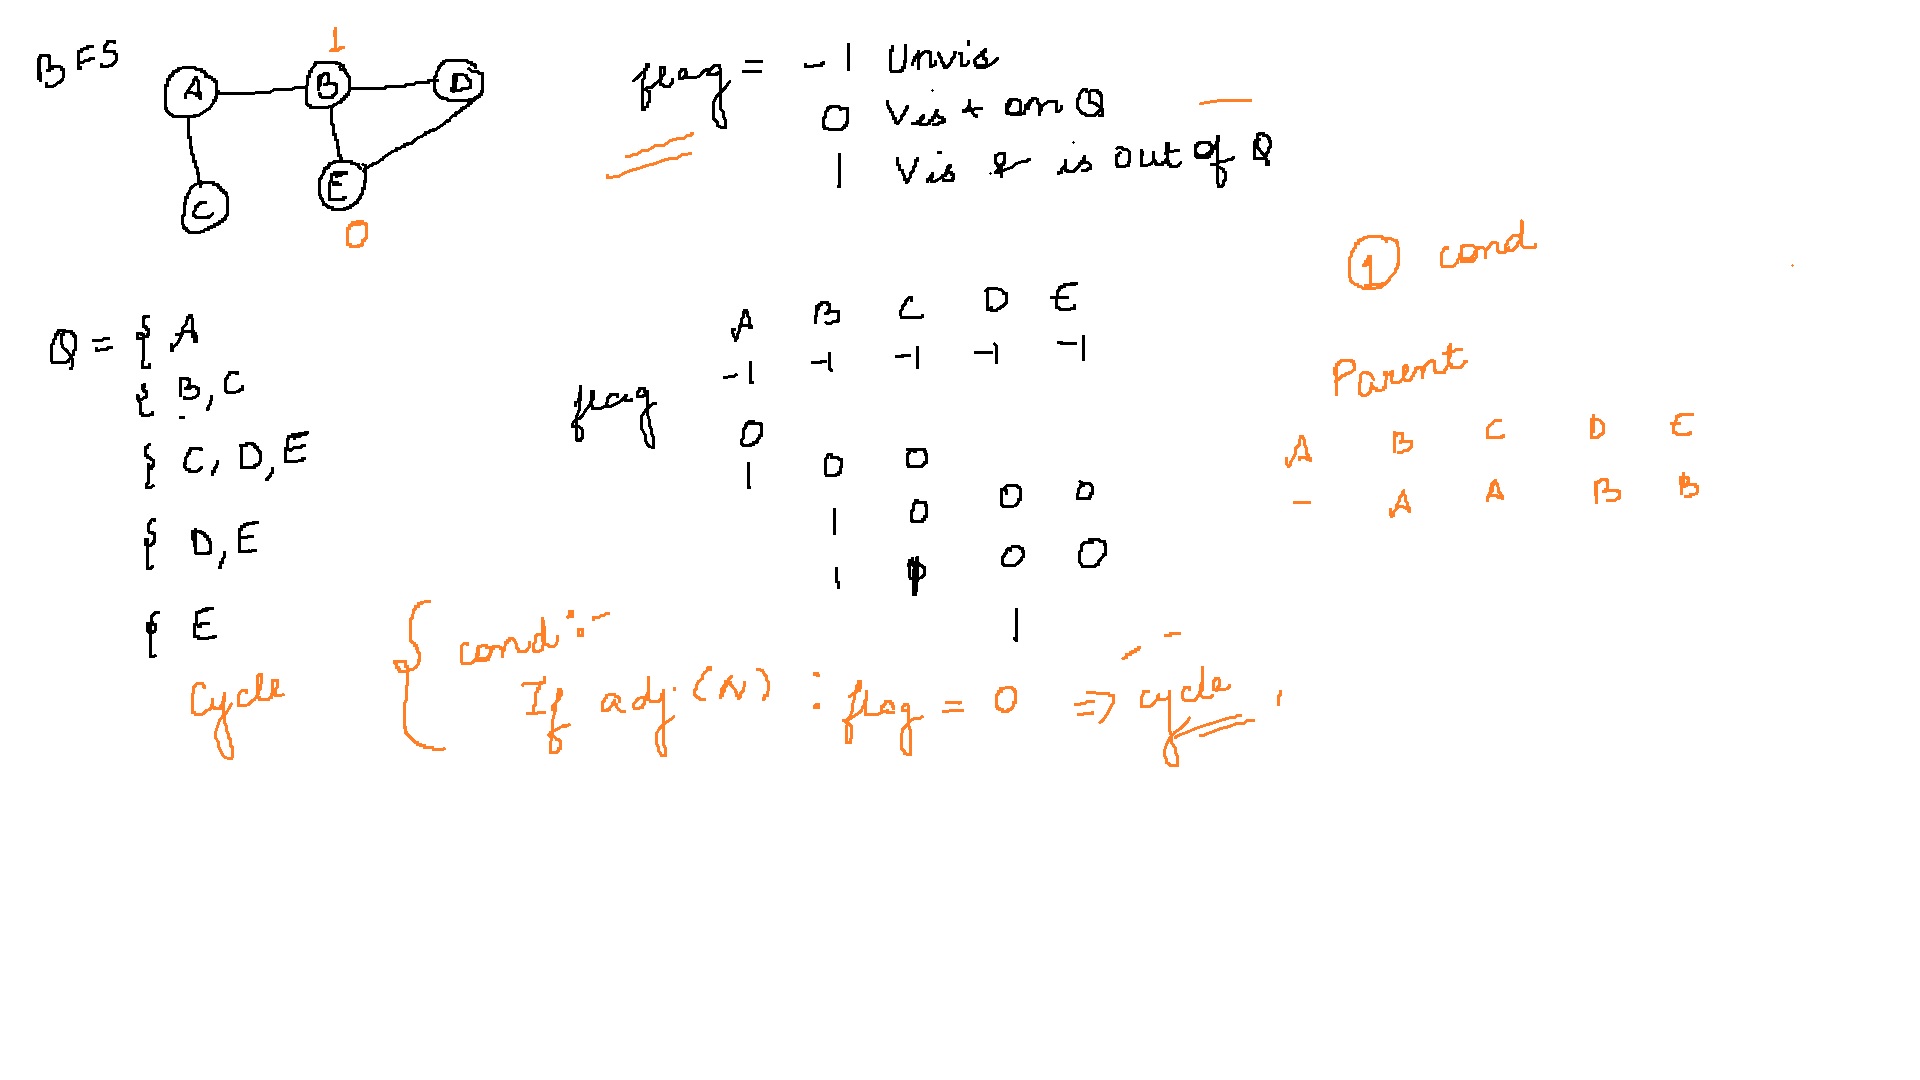 BFS
1
A B D
C E
0
flag = -1 Unvis
0 Vis + on Q
1 Vis & is out of Q
1 cond
Q = { A
{ B, C
{ C, D, E
{ D, E
{ E
A B C D E
flag -1 -1 -1 -1 -1
0
1 0 0
1 0 0 0
1 0 0
1
Parent
A B C D E
- A A B B
Cycle { cond :-
If adj. (N) : flag = 0 => cycle